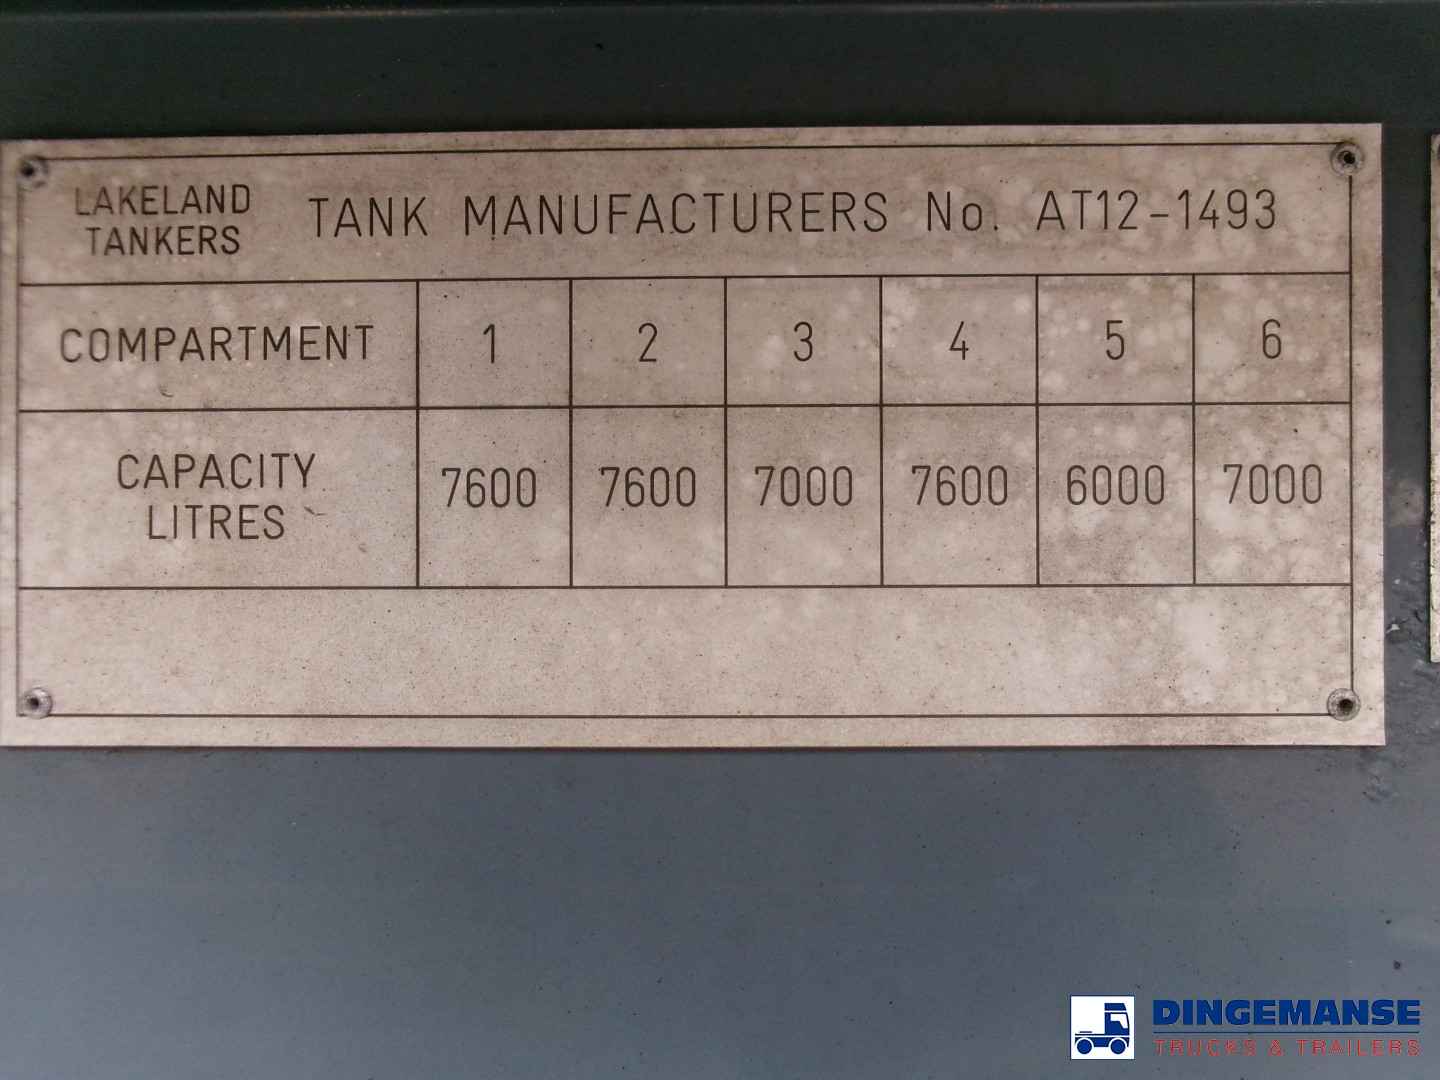 LAKELAND
TANKERS
TANK MANUFACTURERS No. AT12-1493
COMPARTMENT 1 2 3 4 5 6
CAPACITY
LITRES
7600 7600 7000 7600 6000 7000
DINGEMANSE
TRUCKS & TRAILERS